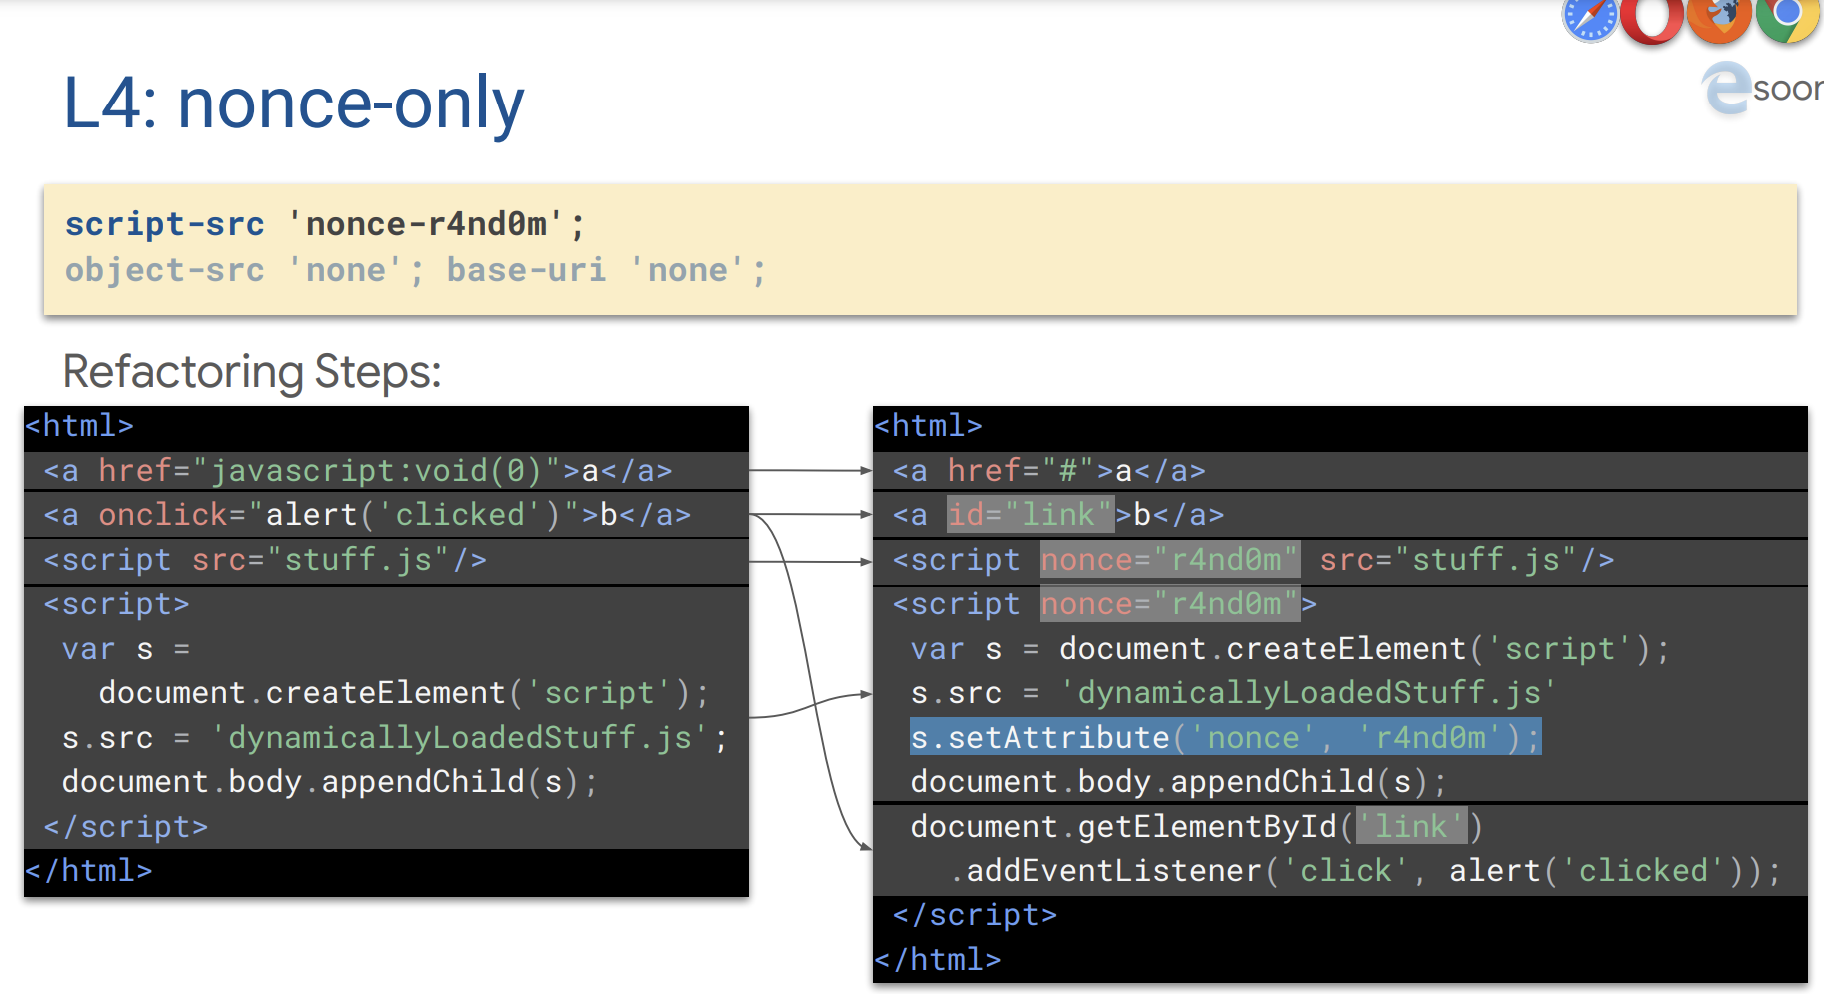 L4: nonce-only
script-src 'nonce-r4nd0m';
object-src 'none'; base-uri 'none';
Refactoring Steps:
<html>
<a href="javascript:void(0)">a</a>
<a onclick="alert('clicked')">b</a>
<script src="stuff.js"/>
<script>
var s =
document.createElement('script');
s.src = 'dynamicallyLoadedStuff.js';
document.body.appendChild(s);
</script>
</html>
<html>
<a href="#">a</a>
<a id="link">b</a>
<script nonce="r4nd0m" src="stuff.js"/>
<script nonce="r4nd0m">
var s = document.createElement('script');
s.src = 'dynamicallyLoadedStuff.js'
s.setAttribute('nonce', 'r4nd0m');
document.body.appendChild(s);
document.getElementById('link')
.addEventListener('click', alert('clicked'));
</script>
</html>